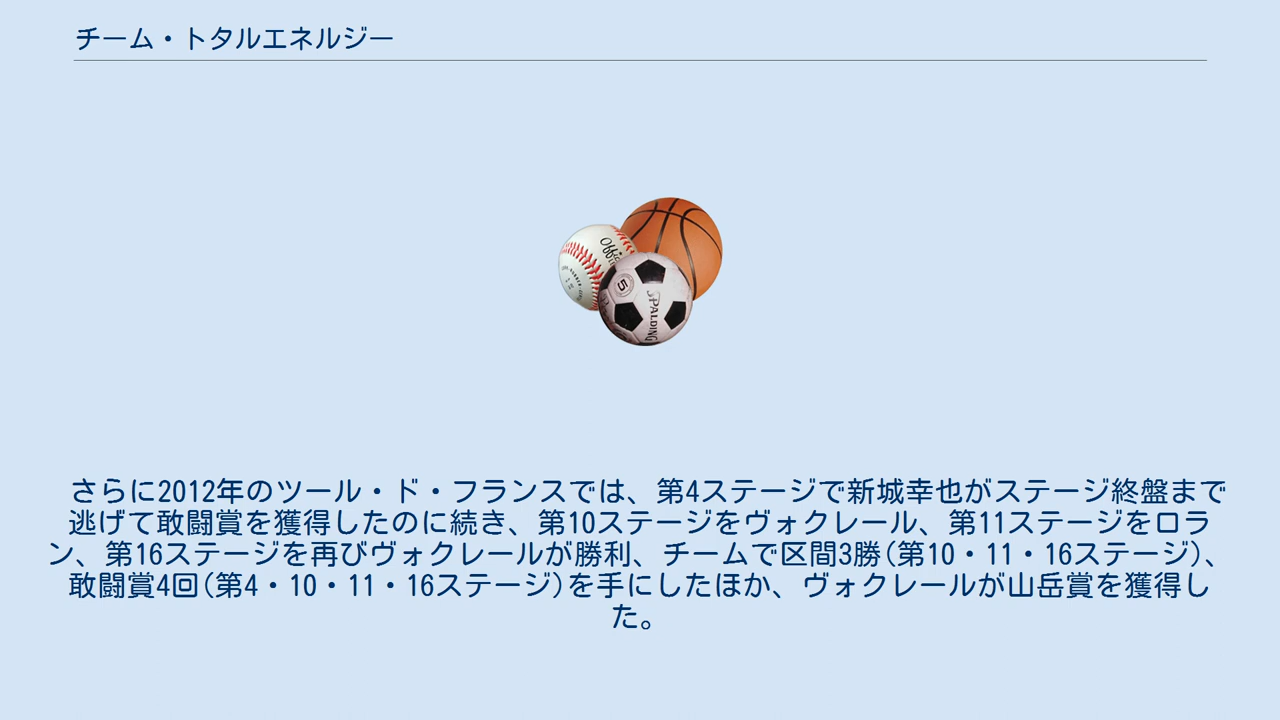 チーム・トタルエネルジー
Offici
5
SPALDING
さらに2012年のツール・ド・フランスでは、第4ステージで新城幸也がステージ終盤まで
逃げて敢闘賞を獲得したのに続き、第10ステージをヴォクレール、第11ステージをロラ
ン、第16ステージを再びヴォクレールが勝利、チームで区間3勝(第10・11・16ステージ)、
敢闘賞4回(第4・10・11・16ステージ)を手にしたほか、ヴォクレールが山岳賞を獲得し
た。